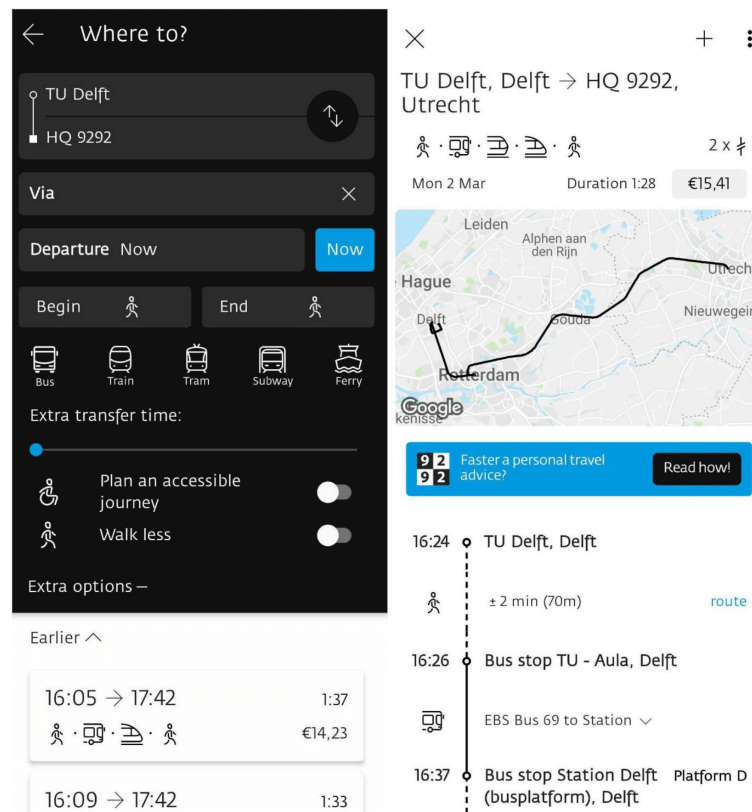 Where to?
TU Delft
HQ 9292
Via
Departure Now
Now
Begin
End
Bus
Train
Tram
Subway
Ferry
Extra transfer time:
Plan an accessible
journey
Walk less
Extra options
Earlier
16:05 → 17:42
1:37
€14,23
16:09 → 17:42
1:33
TU Delft, Delft → HQ 9292,
Utrecht
2 x
Mon 2 Mar
Duration 1:28
€15,41
Leiden
Alphen aan
den Rijn
Hague
Utrech
Delft
Gouda
Nieuwegein
Rotterdam
Google
kenisse
92
92
Faster a personal travel
advice?
Read how!
16:24 TU Delft, Delft
± 2 min (70m)
route
16:26 Bus stop TU - Aula, Delft
EBS Bus 69 to Station
16:37 Bus stop Station Delft Platform D
(busplatform), Delft